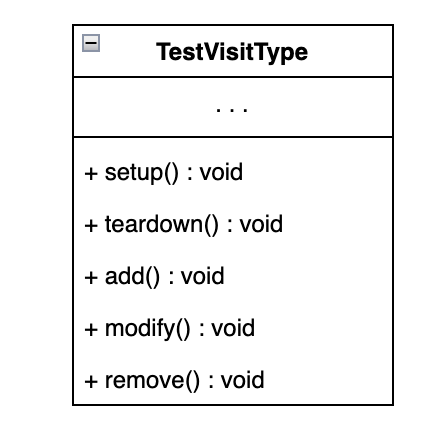 TestVisitType
. . .
+ setup() : void
+ teardown() : void
+ add() : void
+ modify() : void
+ remove() : void